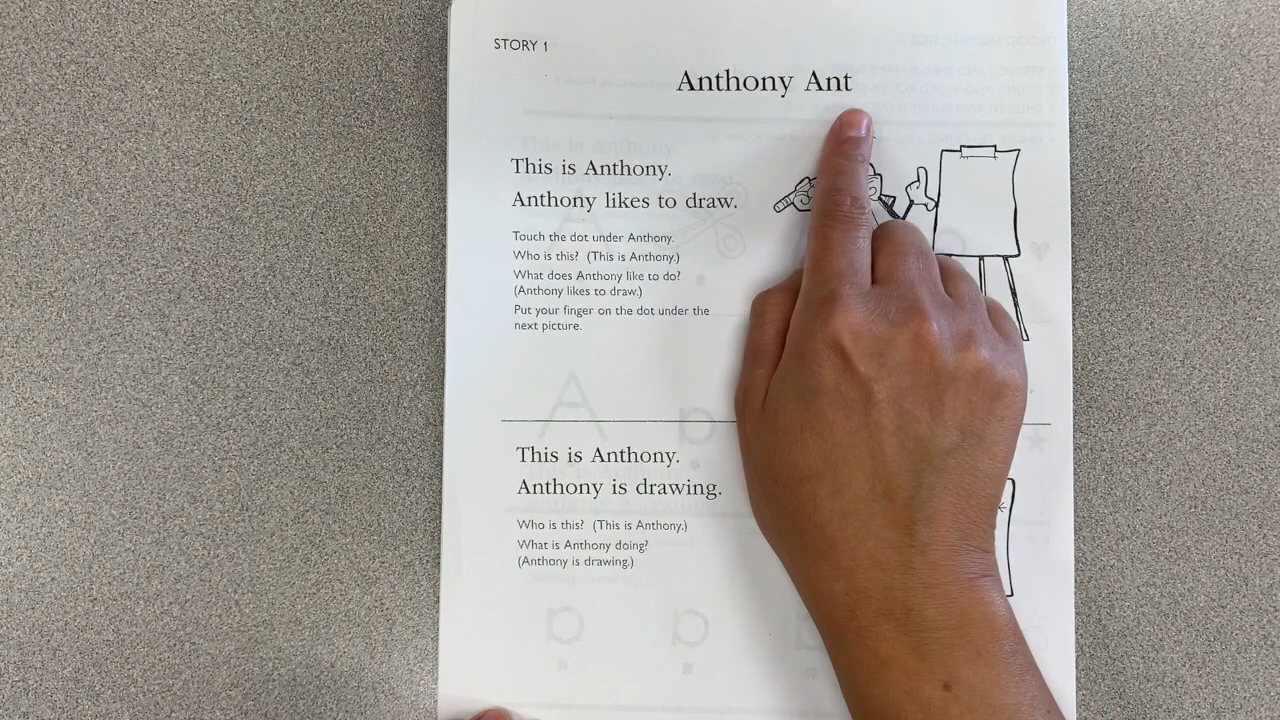 STORY 1
Anthony Ant
This is Anthony.
Anthony likes to draw.
Touch the dot under Anthony.
Who is this? (This is Anthony.)
What does Anthony like to do?
(Anthony likes to draw.)
Put your finger on the dot under the
next picture.
This is Anthony.
Anthony is drawing.
Who is this? (This is Anthony.)
What is Anthony doing?
(Anthony is drawing.)